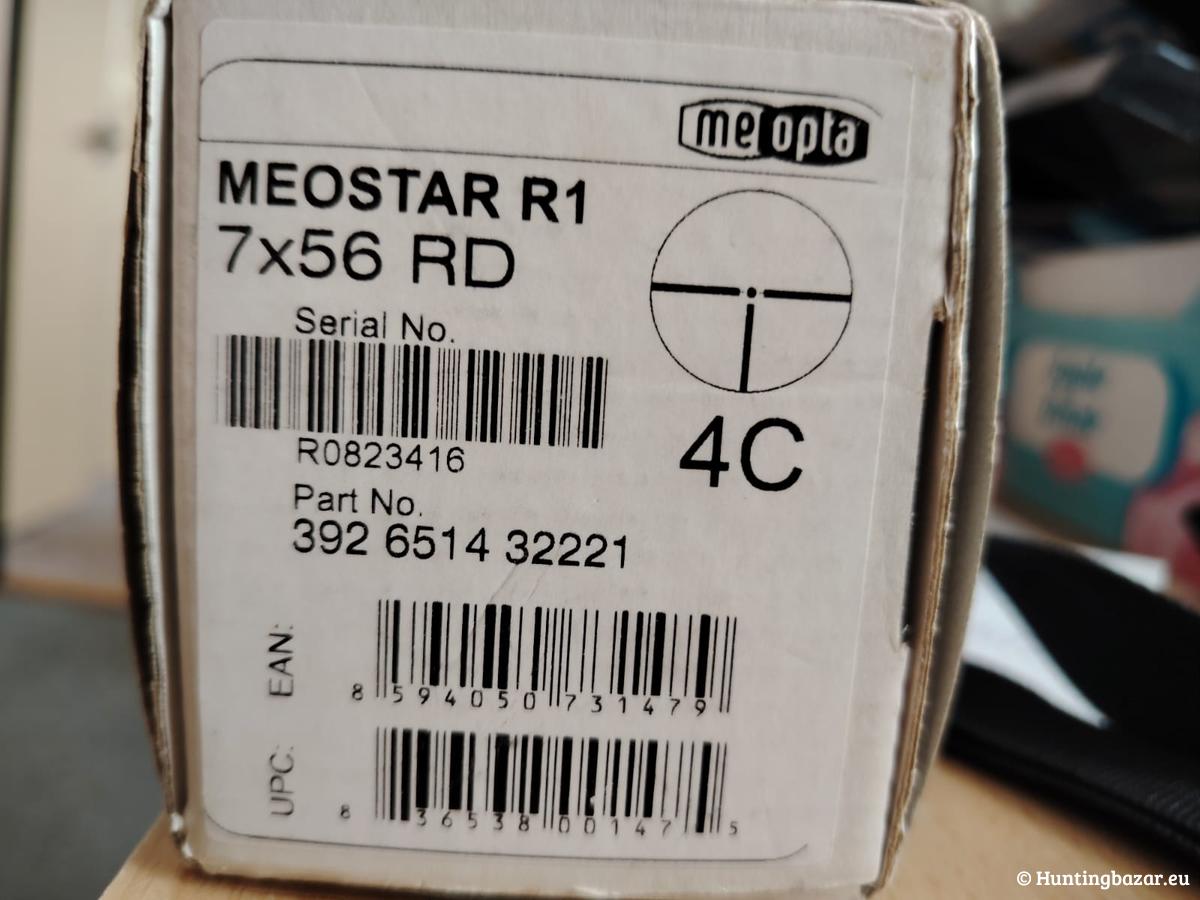 meopta
MEOSTAR R1
7x56 RD
Serial No.
R0823416
4C
Part No.
392 6514 32221
EAN:
8 594050 731479
UPC:
8 36538 00147 5
© Huntingbazar.eu